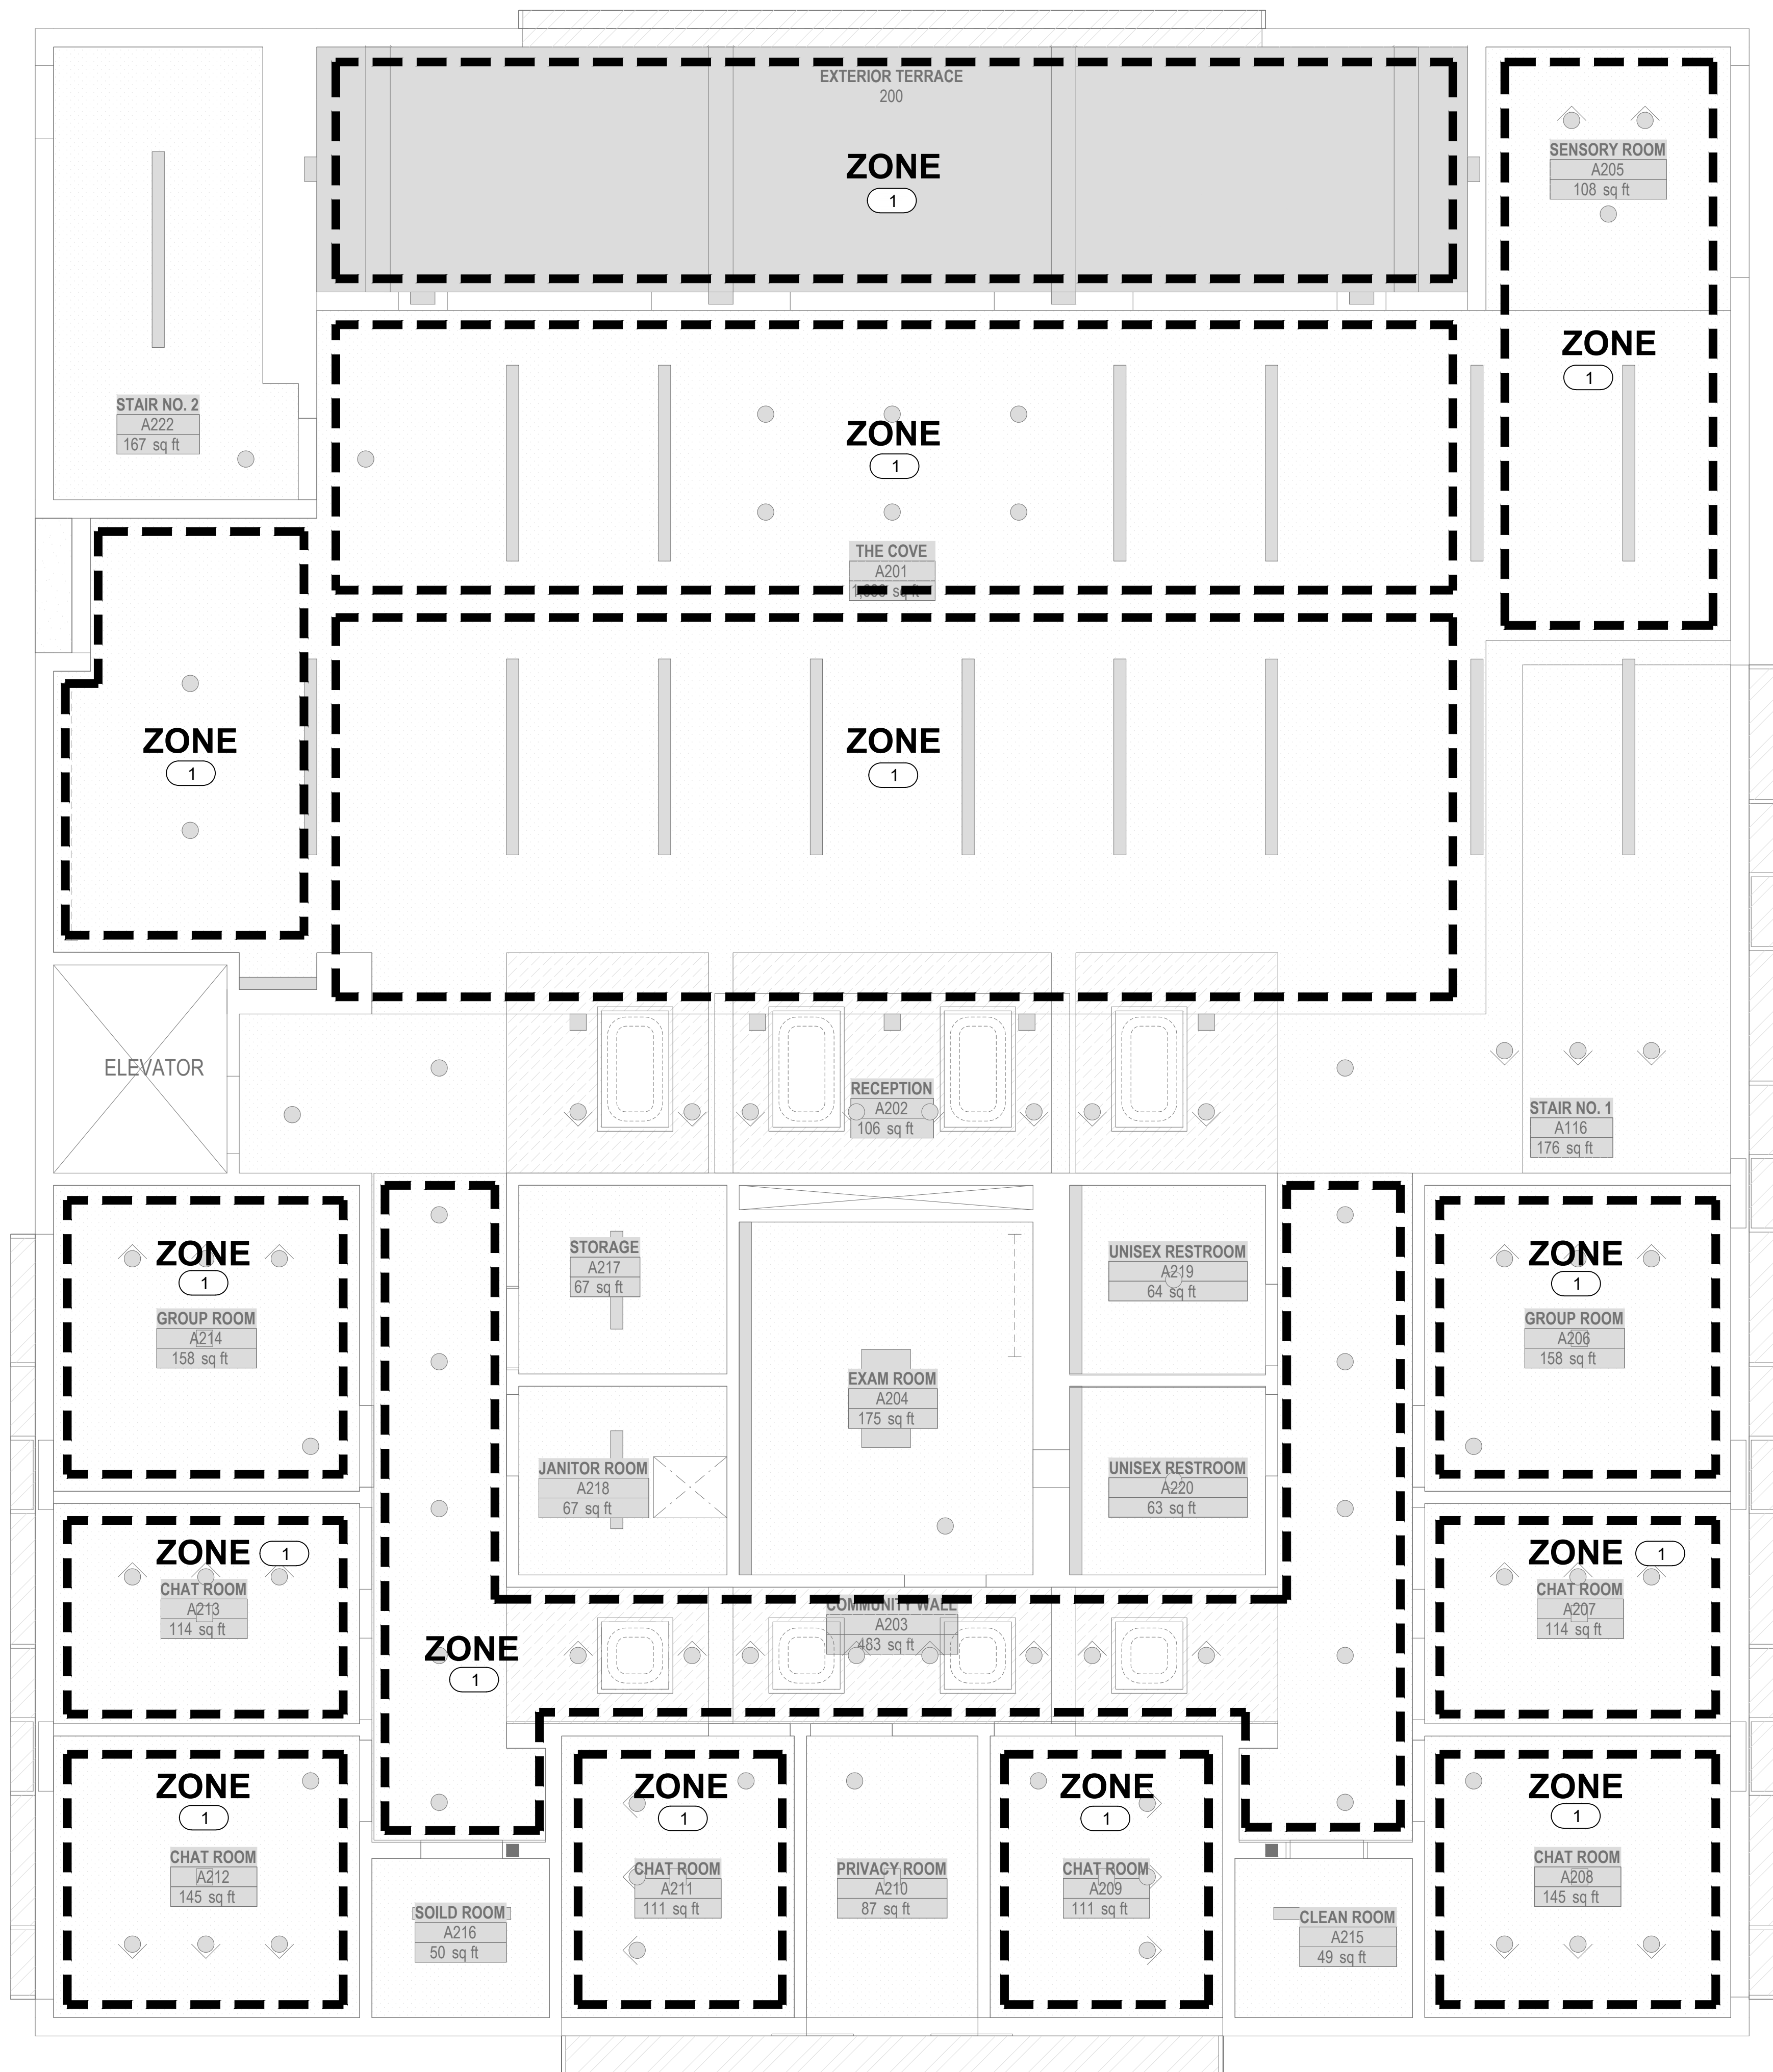 EXTERIOR TERRACE
200
ZONE
1
SENSORY ROOM
A205
108 sq ft
ZONE
1
STAIR NO. 2
A222
167 sq ft
ZONE
1
THE COVE
A201
sq ft
ZONE
1
ZONE
1
ELEVATOR
RECEPTION
A202
106 sq ft
STAIR NO. 1
A116
176 sq ft
ZONE
1
GROUP ROOM
A214
158 sq ft
STORAGE
A217
67 sq ft
UNISEX RESTROOM
A219
64 sq ft
ZONE
1
GROUP ROOM
A206
158 sq ft
EXAM ROOM
A204
175 sq ft
JANITOR ROOM
A218
67 sq ft
UNISEX RESTROOM
A220
63 sq ft
ZONE 1
CHAT ROOM
A213
114 sq ft
COMMUNITY WALL
A203
483 sq ft
ZONE 1
CHAT ROOM
A207
114 sq ft
ZONE
1
ZONE
1
CHAT ROOM
A212
145 sq ft
ZONE
1
CHAT ROOM
A211
111 sq ft
PRIVACY ROOM
A210
87 sq ft
ZONE
1
CHAT ROOM
A209
111 sq ft
ZONE
1
CHAT ROOM
A208
145 sq ft
SOILD ROOM
A216
50 sq ft
CLEAN ROOM
A215
49 sq ft